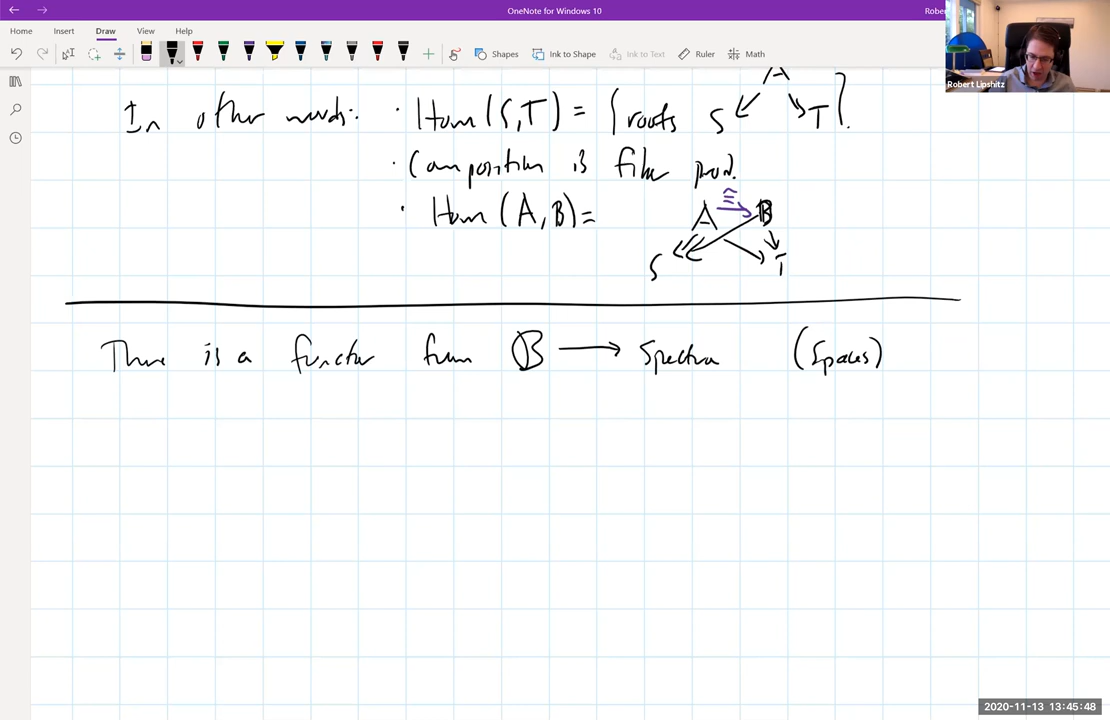 OneNote for Windows 10
Rober
Home Insert Draw View Help
Shapes Ink to Shape Ink to Text Ruler Math
Robert Lipshitz
A
In other words: · Hom(S,T) = { roofs S T }.
· Composition is fiber prod.
· Hom(A,B) = A ≅ B
S T
There is a functor from B → Spectra (Spaces)
2020-11-13 13:45:48